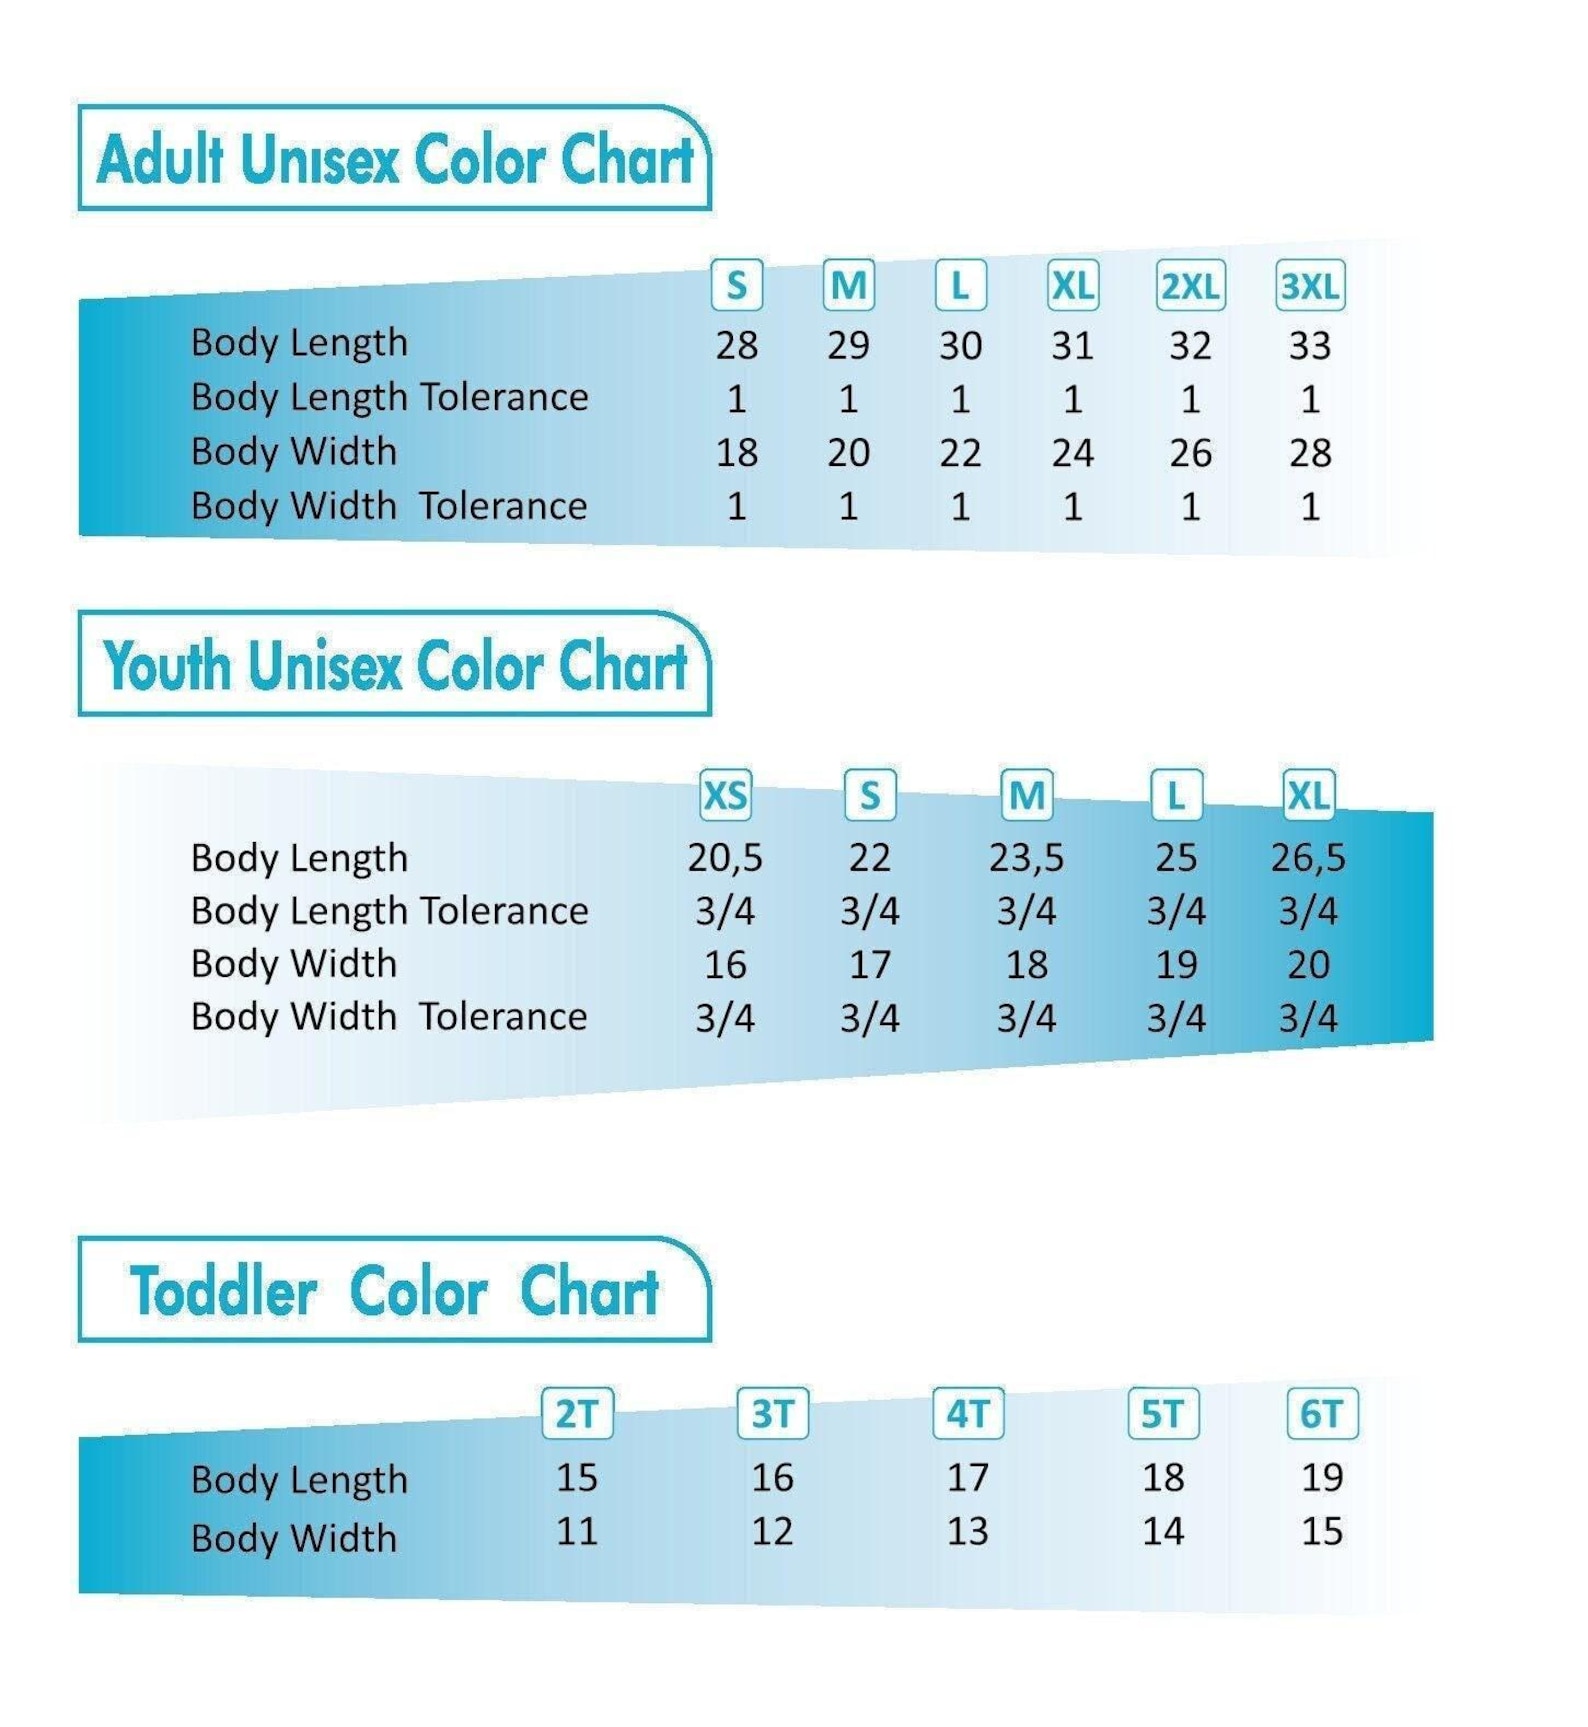 Adult Unısex Color Chart
S M L XL 2XL 3XL
Body Length 28 29 30 31 32 33
Body Length Tolerance 1 1 1 1 1 1
Body Width 18 20 22 24 26 28
Body Width Tolerance 1 1 1 1 1 1
Youth Unisex Color Chart
XS S M L XL
Body Length 20,5 22 23,5 25 26,5
Body Length Tolerance 3/4 3/4 3/4 3/4 3/4
Body Width 16 17 18 19 20
Body Width Tolerance 3/4 3/4 3/4 3/4 3/4
Toddler Color Chart
2T 3T 4T 5T 6T
Body Length 15 16 17 18 19
Body Width 11 12 13 14 15